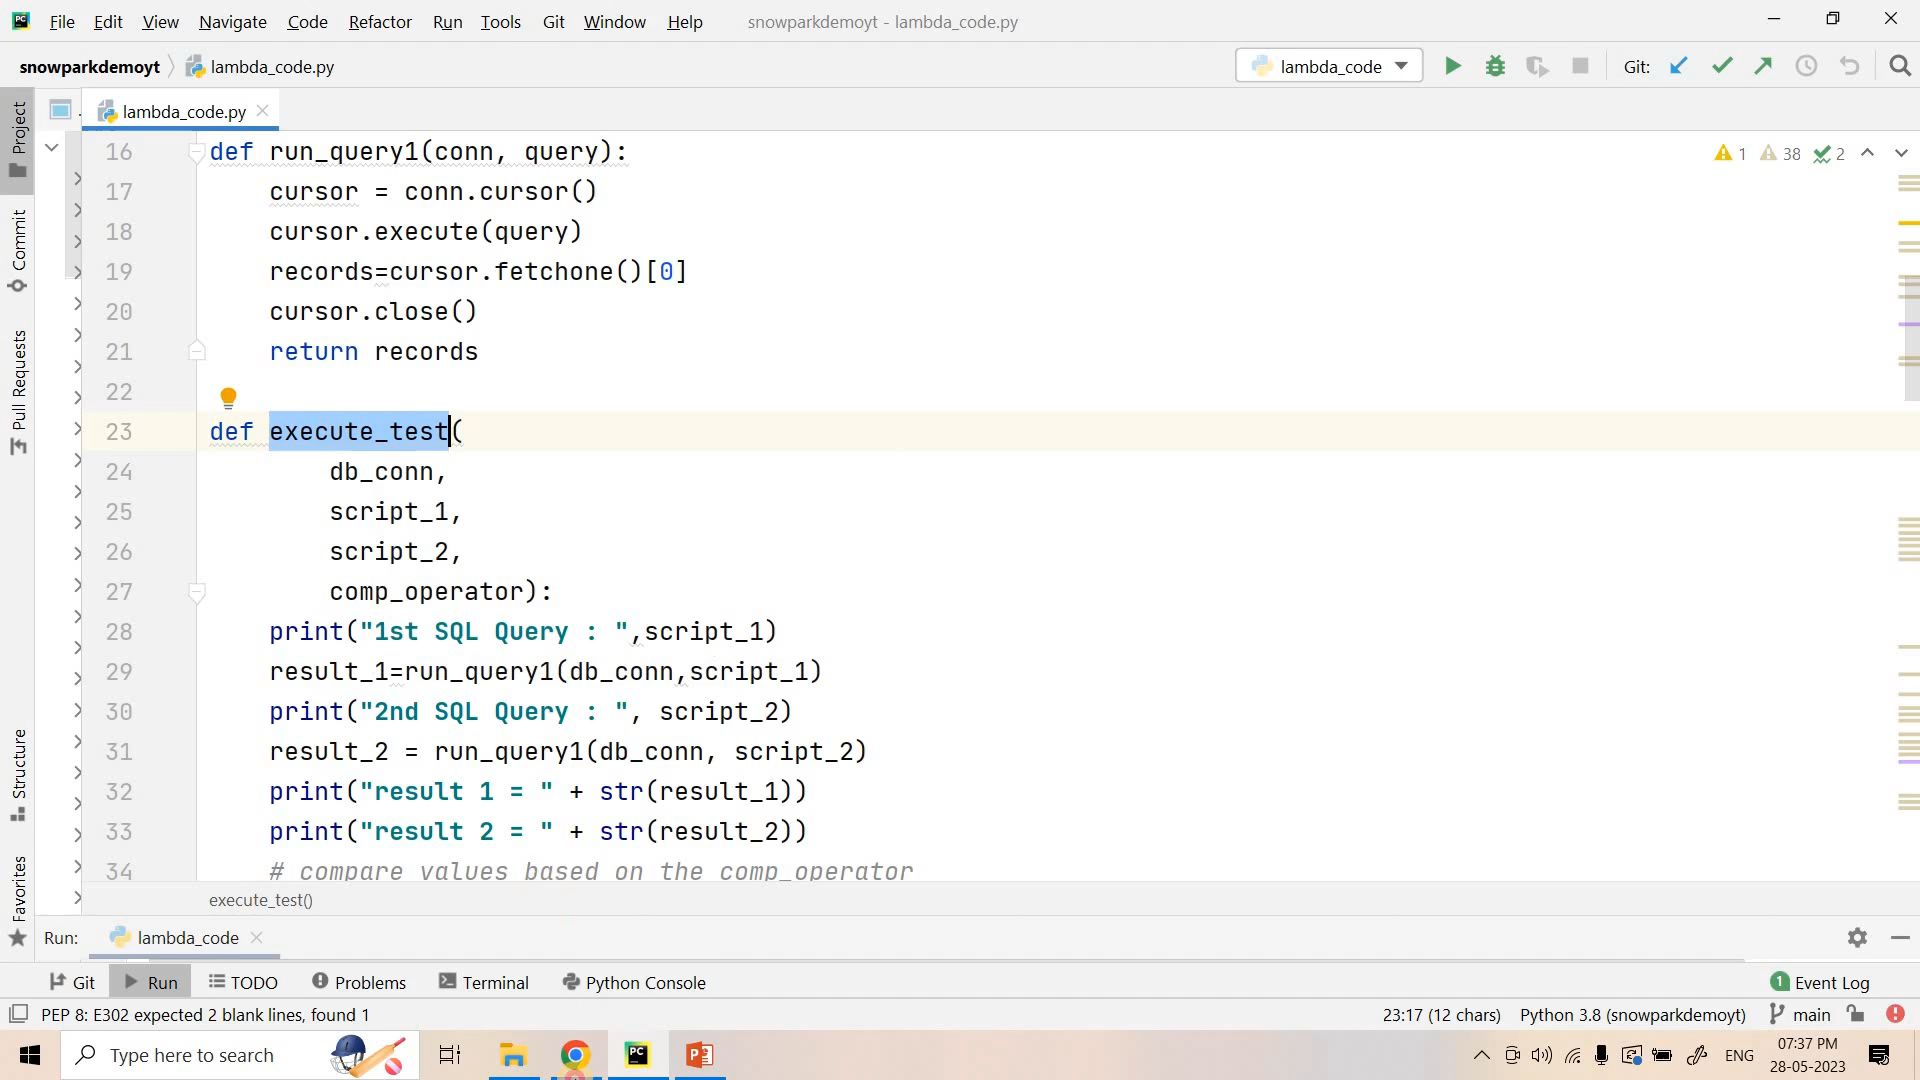 File Edit View Navigate Code Refactor Run Tools Git Window Help snowparkdemoyt - lambda_code.py
snowparkdemoyt lambda_code.py lambda_code Git:
Project
Commit
Pull Requests
Structure
Favorites
lambda_code.py
1 38 2
16 def run_query1(conn, query):
17 cursor = conn.cursor()
18 cursor.execute(query)
19 records=cursor.fetchone()[0]
20 cursor.close()
21 return records
22
23 def execute_test(
24 db_conn,
25 script_1,
26 script_2,
27 comp_operator):
28 print("1st SQL Query : ",script_1)
29 result_1=run_query1(db_conn,script_1)
30 print("2nd SQL Query : ", script_2)
31 result_2 = run_query1(db_conn, script_2)
32 print("result 1 = " + str(result_1))
33 print("result 2 = " + str(result_2))
34 # compare values based on the comp_operator
execute_test()
Run: lambda_code
Git Run TODO Problems Terminal Python Console 1 Event Log
PEP 8: E302 expected 2 blank lines, found 1 23:17 (12 chars) Python 3.8 (snowparkdemoyt) main
Type here to search PC P ENG 07:37 PM
28-05-2023